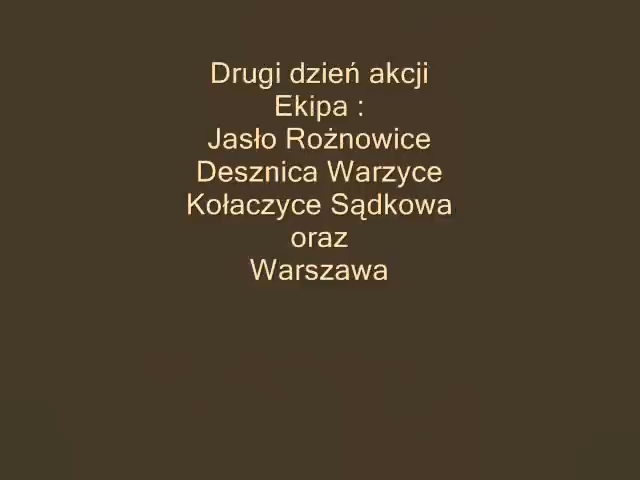 Drugi dzień akcji
Ekipa :
Jasło Rożnowice
Desznica Warzyce
Kołaczyce Sądkowa
oraz
Warszawa